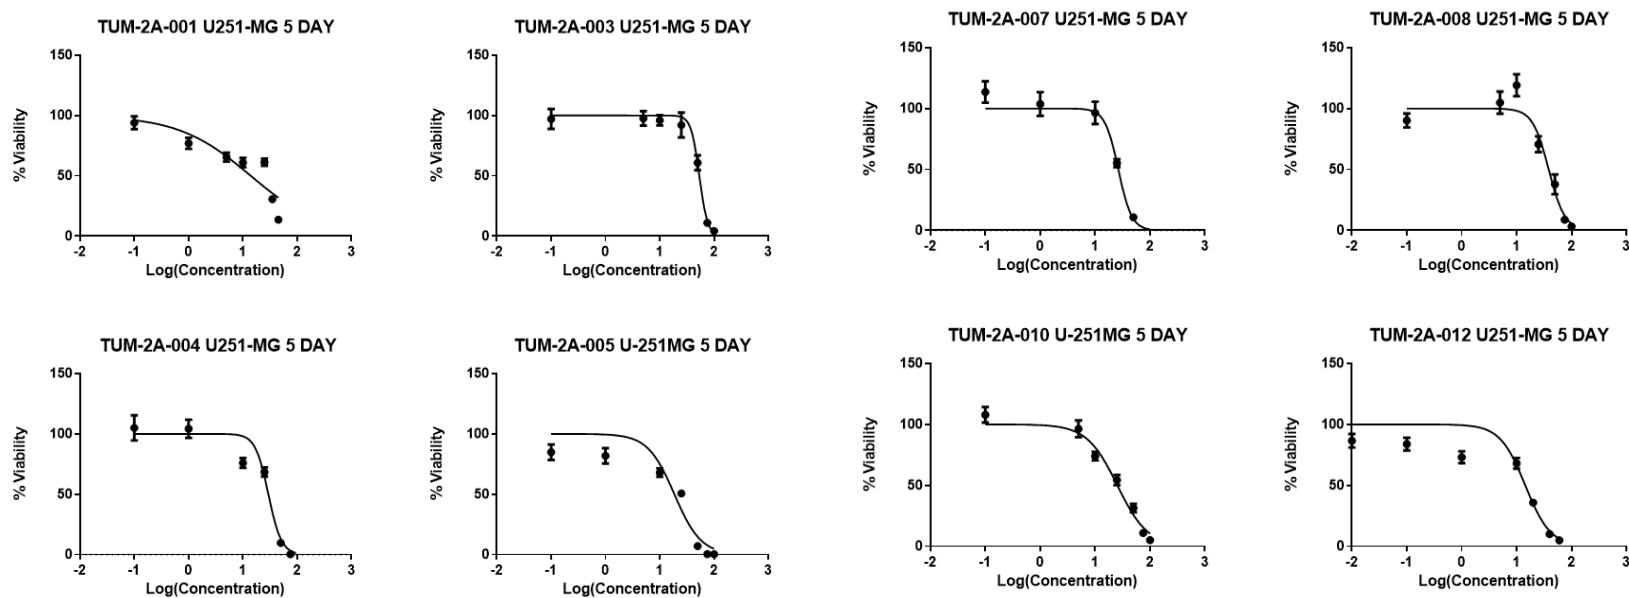 TUM-2A-001 U251-MG 5 DAY
150
100
50
0
% Viability
-2 -1 0 1 2 3
Log(Concentration)
TUM-2A-003 U251-MG 5 DAY
150
100
50
0
% Viability
-2 -1 0 1 2 3
Log(Concentration)
TUM-2A-007 U251-MG 5 DAY
150
100
50
0
% Viability
-2 -1 0 1 2 3
Log(Concentration)
TUM-2A-008 U251-MG 5 DAY
150
100
50
0
% Viability
-2 -1 0 1 2 3
Log(Concentration)
TUM-2A-004 U251-MG 5 DAY
150
100
50
0
% Viability
-2 -1 0 1 2 3
Log(Concentration)
TUM-2A-005 U-251MG 5 DAY
150
100
50
0
% Viability
-2 -1 0 1 2 3
Log(Concentration)
TUM-2A-010 U-251MG 5 DAY
150
100
50
0
% Viability
-2 -1 0 1 2 3
Log(Concentration)
TUM-2A-012 U251-MG 5 DAY
150
100
50
0
% Viability
-2 -1 0 1 2 3
Log(Concentration)